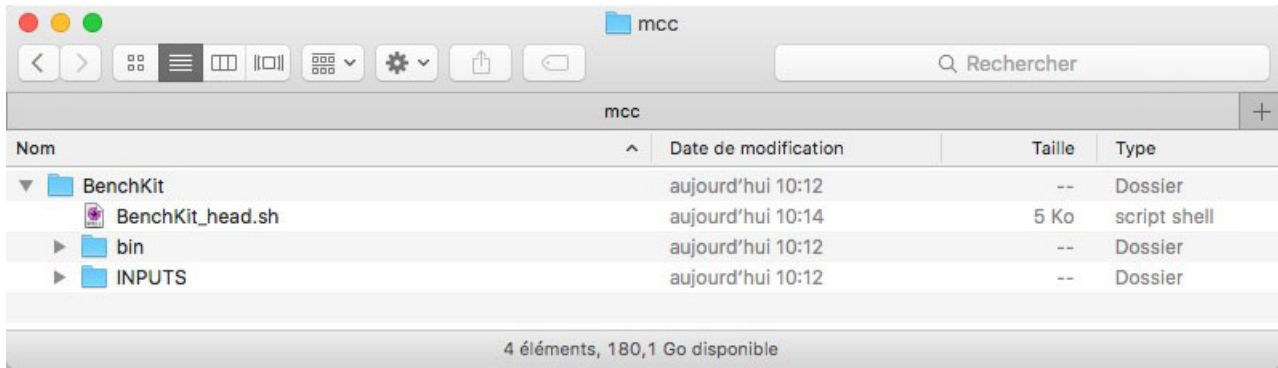 mcc
Rechercher
mcc +
Nom Date de modification Taille Type
BenchKit aujourd'hui 10:12 -- Dossier
BenchKit_head.sh aujourd'hui 10:14 5 Ko script shell
bin aujourd'hui 10:12 -- Dossier
INPUTS aujourd'hui 10:12 -- Dossier
4 éléments, 180,1 Go disponible